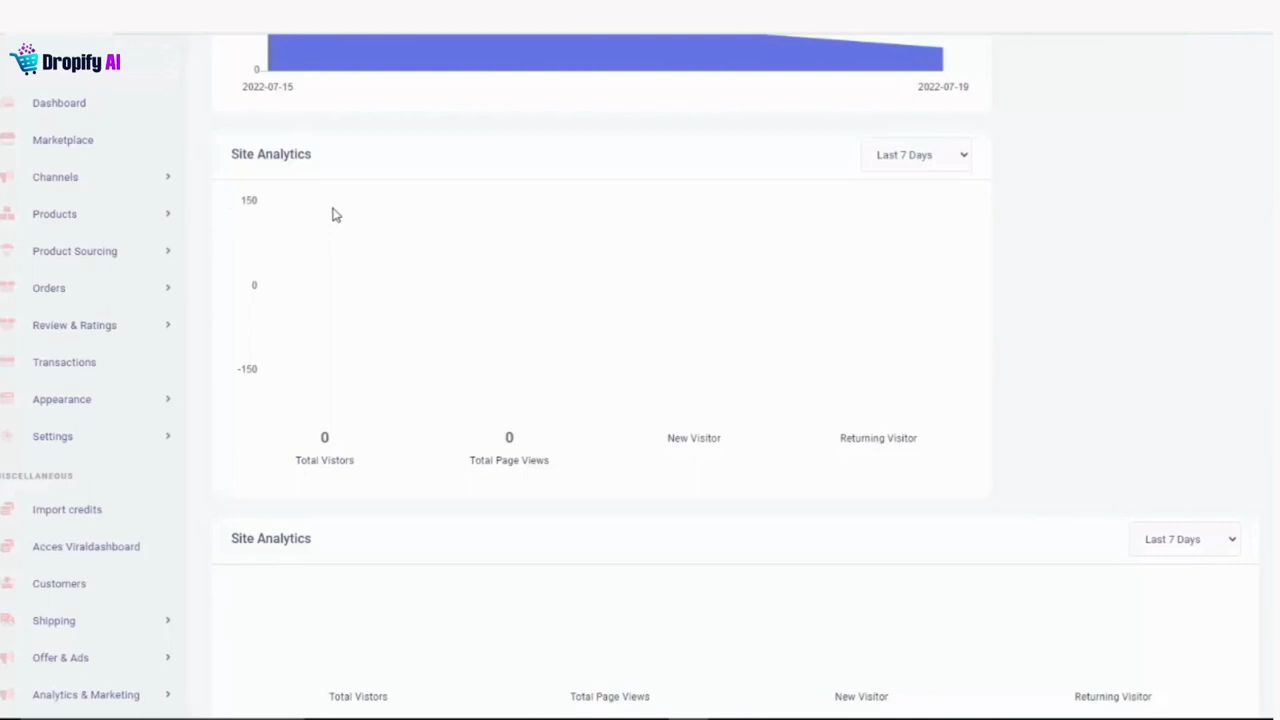 Dropify AI
Dashboard
Marketplace
Channels
Products
Product Sourcing
Orders
Review & Ratings
Transactions
Appearance
Settings
MISCELLANEOUS
Import credits
Acces Viraldashboard
Customers
Shipping
Offer & Ads
Analytics & Marketing
0
2022-07-15 2022-07-19
Site Analytics Last 7 Days
150
0
-150
0 0
Total Vistors Total Page Views New Visitor Returning Visitor
Site Analytics Last 7 Days
Total Vistors Total Page Views New Visitor Returning Visitor